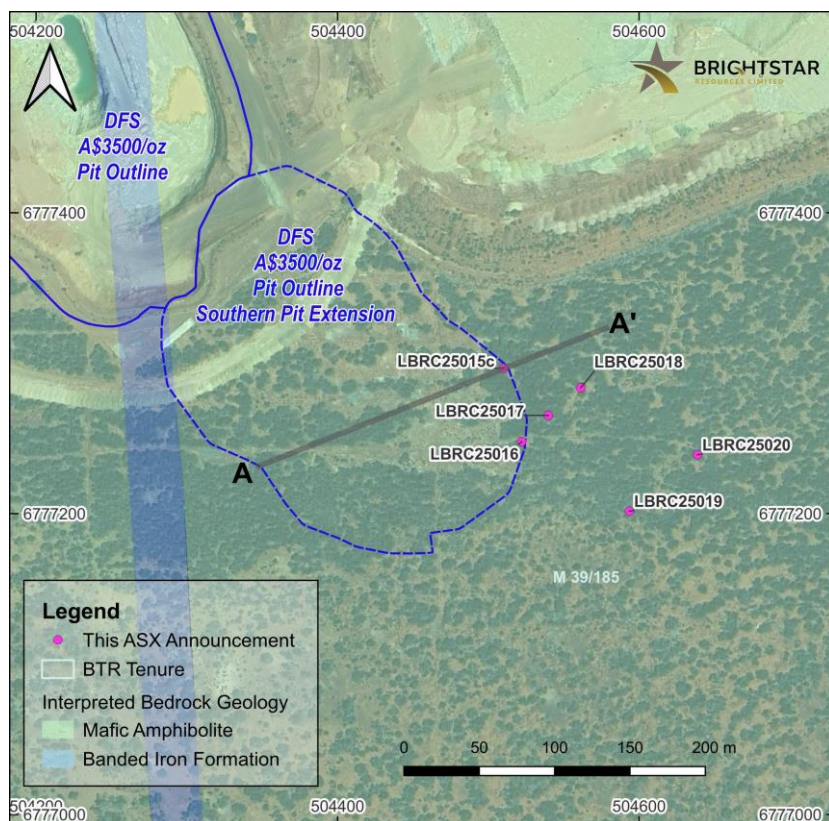 504200
504400
504600
BRIGHTSTAR
RESOURCES LIMITED
DFS
A$3500/oz
Pit Outline
6777400
6777400
DFS
A$3500/oz
Pit Outline
Southern Pit Extension
A'
LBRC25015c
LBRC25018
LBRC25017
LBRC25016
LBRC25020
A
6777200
LBRC25019
6777200
M 39/185
Legend
This ASX Announcement
BTR Tenure
Interpreted Bedrock Geology
Mafic Amphibolite
Banded Iron Formation
0 50 100 150 200 m
504200
6777000
504400
504600
6777000